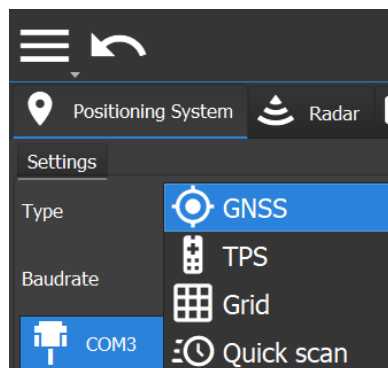 Positioning System Radar
Settings
Type
GNSS
TPS
Baudrate
Grid
COM3
Quick scan